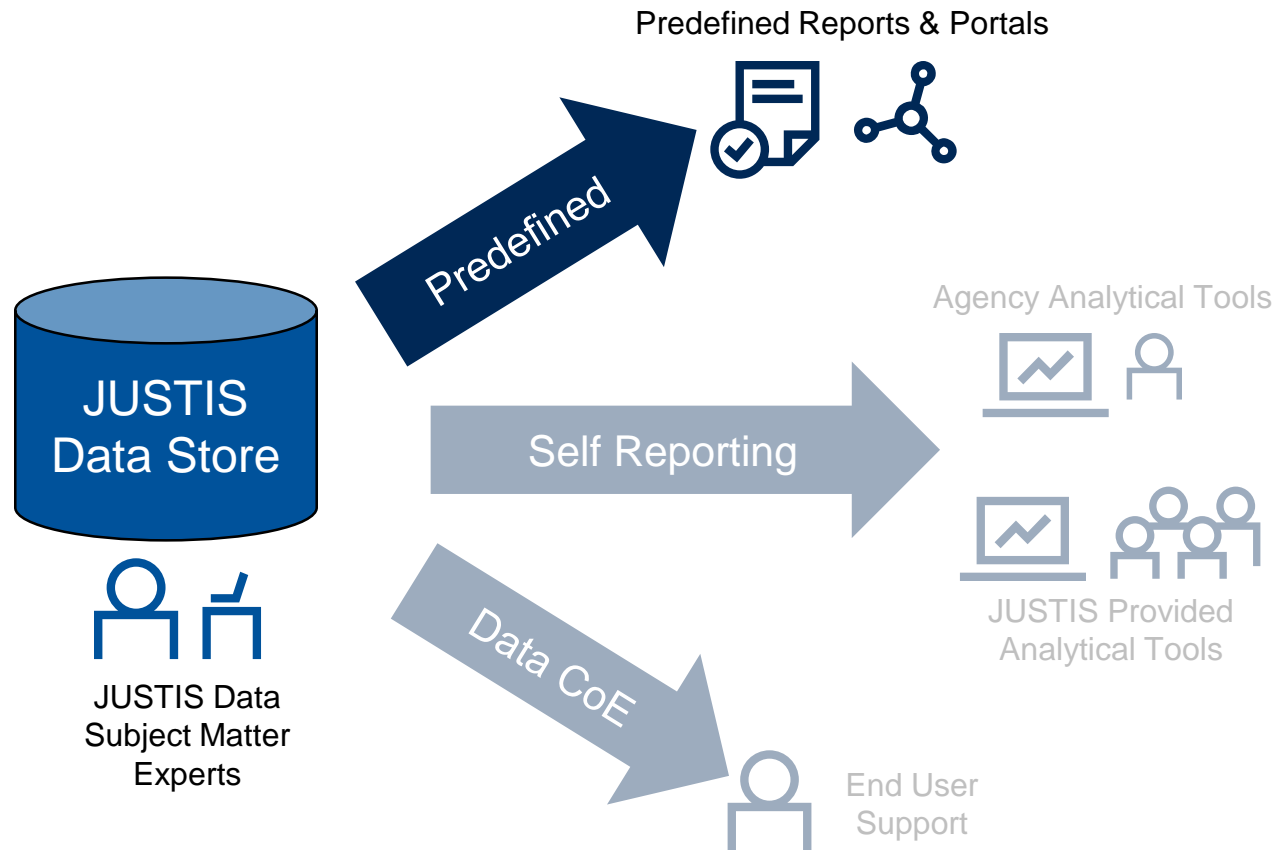 Predefined Reports & Portals
Predefined
JUSTIS
Data Store
Agency Analytical Tools
Self Reporting
JUSTIS Provided
Analytical Tools
Data CoE
JUSTIS Data
Subject Matter
Experts
End User
Support